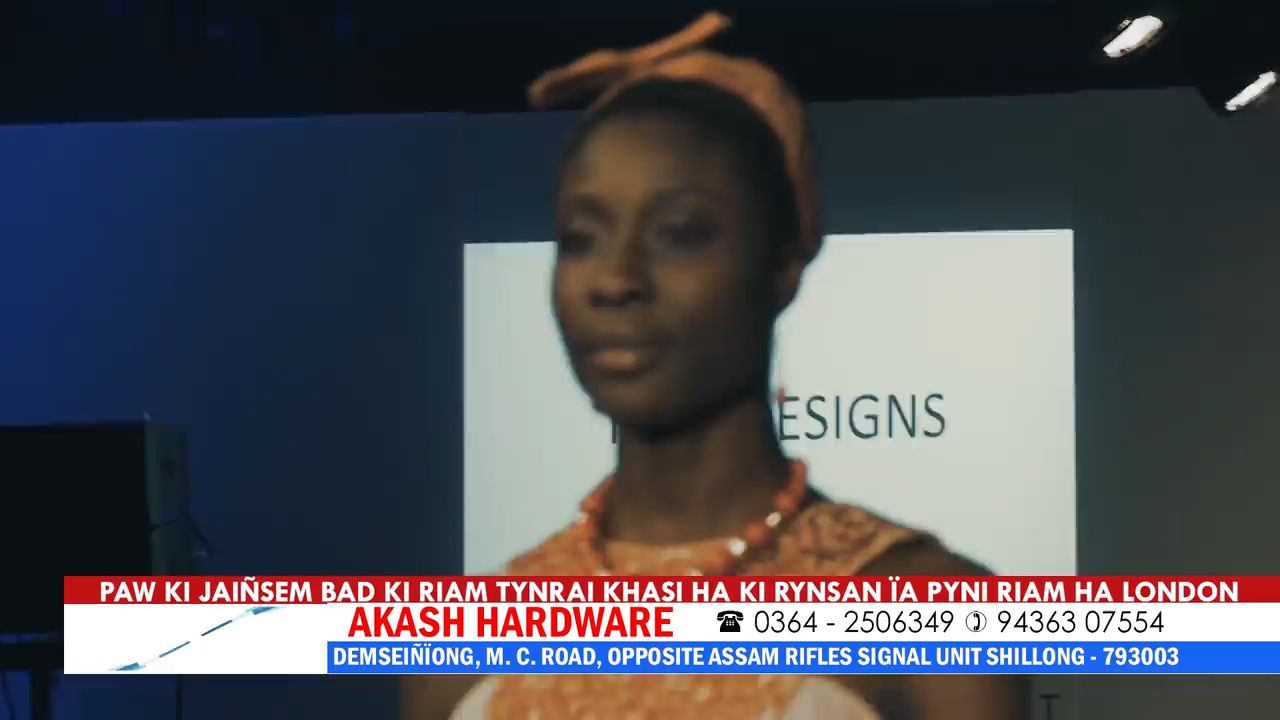 ESIGNS
PAW KI JAIÑSEM BAD KI RIAM TYNRAI KHASI HA KI RYNSAN ÏA PYNI RIAM HA LONDON
AKASH HARDWARE ☎ 0364 - 2506349 ✆ 94363 07554
DEMSEIÑÏONG, M. C. ROAD, OPPOSITE ASSAM RIFLES SIGNAL UNIT SHILLONG - 793003